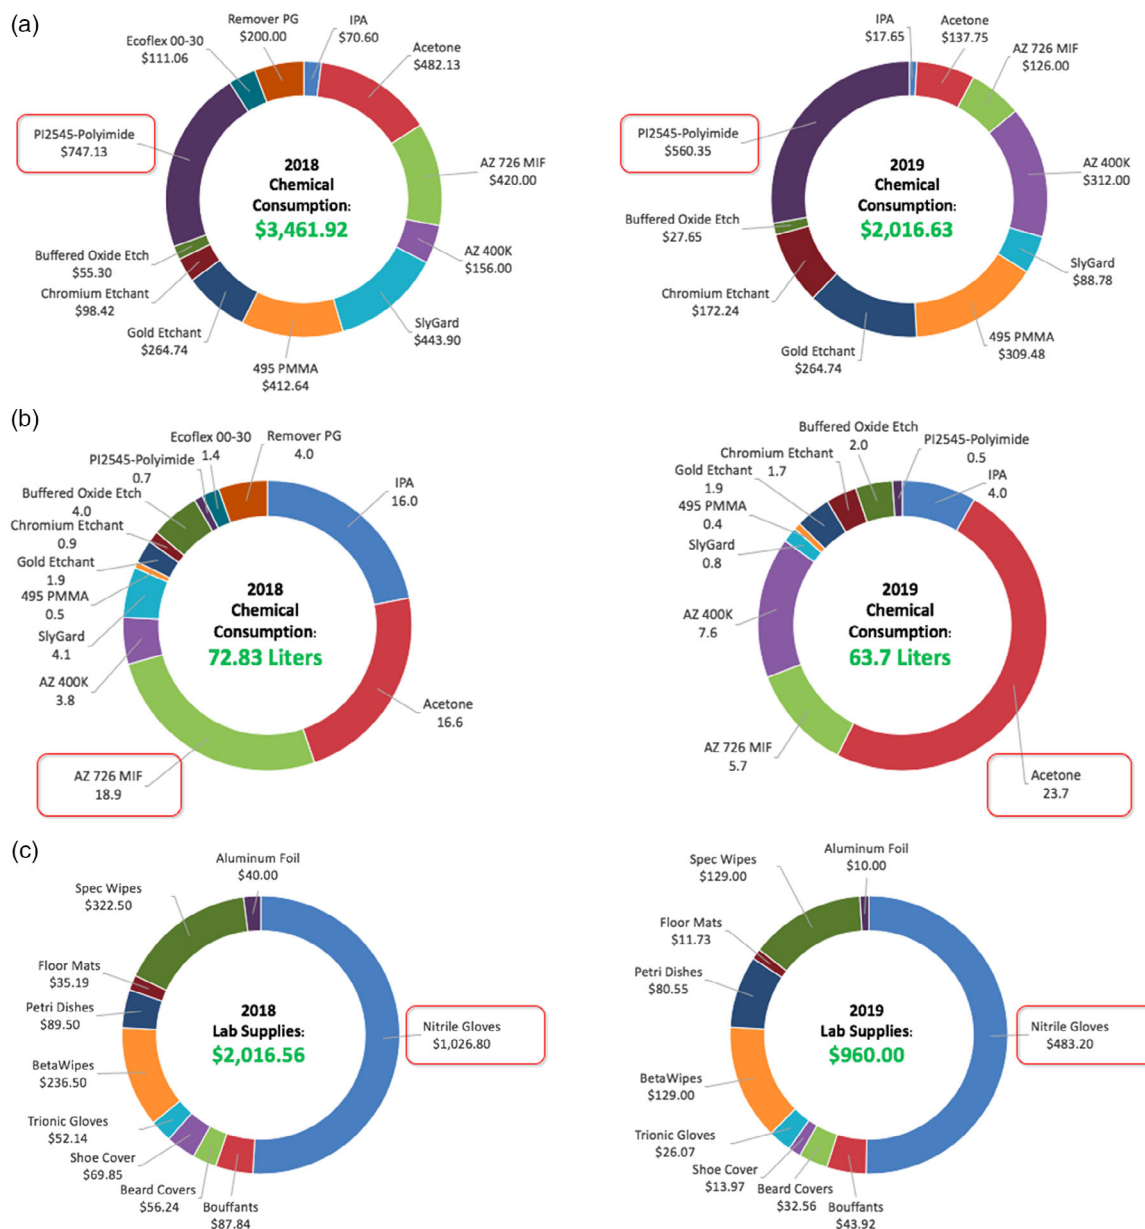 (a)
Remover PG
$200.00
IPA
$70.60
Ecoflex 00-30
$111.06
Acetone
$482.13
PI2545-Polyimide
$747.13
AZ 726 MIF
$420.00
2018
Chemical
Consumption:
$3,461.92
Buffered Oxide Etch
$55.30
AZ 400K
$156.00
Chromium Etchant
$98.42
Gold Etchant
$264.74
SlyGard
$443.90
495 PMMA
$412.64
IPA
$17.65
Acetone
$137.75
AZ 726 MIF
$126.00
PI2545-Polyimide
$560.35
AZ 400K
$312.00
2019
Chemical
Consumption:
$2,016.63
Buffered Oxide Etch
$27.65
SlyGard
$88.78
Chromium Etchant
$172.24
495 PMMA
$309.48
Gold Etchant
$264.74
(b)
Ecoflex 00-30
1.4
Remover PG
4.0
PI2545-Polyimide
0.7
IPA
16.0
Buffered Oxide Etch
4.0
Chromium Etchant
0.9
Gold Etchant
1.9
495 PMMA
0.5
2018
Chemical
Consumption:
72.83 Liters
SlyGard
4.1
AZ 400K
3.8
Acetone
16.6
AZ 726 MIF
18.9
Buffered Oxide Etch
2.0
PI2545-Polyimide
0.5
Chromium Etchant
1.7
Gold Etchant
1.9
IPA
4.0
495 PMMA
0.4
SlyGard
0.8
2019
Chemical
Consumption:
63.7 Liters
AZ 400K
7.6
AZ 726 MIF
5.7
Acetone
23.7
(c)
Aluminum Foil
$40.00
Spec Wipes
$322.50
Floor Mats
$35.19
Petri Dishes
$89.50
2018
Lab Supplies:
$2,016.56
Nitrile Gloves
$1,026.80
BetaWipes
$236.50
Trionic Gloves
$52.14
Shoe Cover
$69.85
Beard Covers
$56.24
Bouffants
$87.84
Aluminum Foil
$10.00
Spec Wipes
$129.00
Floor Mats
$11.73
Petri Dishes
$80.55
2019
Lab Supplies:
$960.00
Nitrile Gloves
$483.20
BetaWipes
$129.00
Trionic Gloves
$26.07
Shoe Cover
$13.97
Beard Covers
$32.56
Bouffants
$43.92